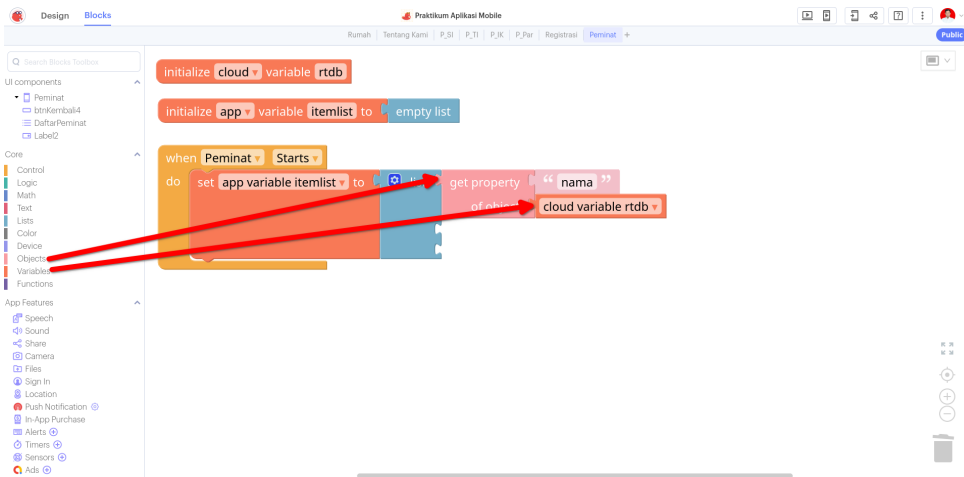 Design Blocks Praktikum Aplikasi Mobile
Rumah Tentang Kami P_SI P_TI P_IK P_Par Registrasi Peminat + Public
Search Blocks Toolbox
UI components
Peminat
btnKembali4
DaftarPeminat
Label2
Core
Control
Logic
Math
Text
Lists
Color
Device
Objects
Variables
Functions
App Features
Speech
Sound
Share
Camera
Files
Sign In
Location
Push Notification
In-App Purchase
Alerts
Timers
Sensors
Ads
initialize cloud variable rtdb
initialize app variable itemlist to empty list
when Peminat Starts
do set app variable itemlist to get property “ nama ”
of object cloud variable rtdb